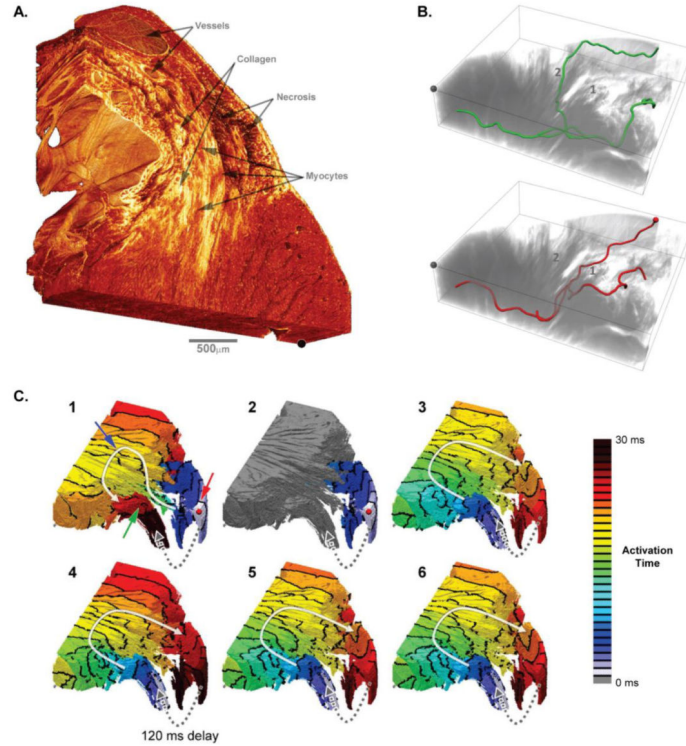 A.
Vessels
Collagen
Necrosis
Myocytes
500µm
B.
2
1
2
1
C.
1
2
3
30 ms
Activation
Time
0 ms
4
5
6
120 ms delay